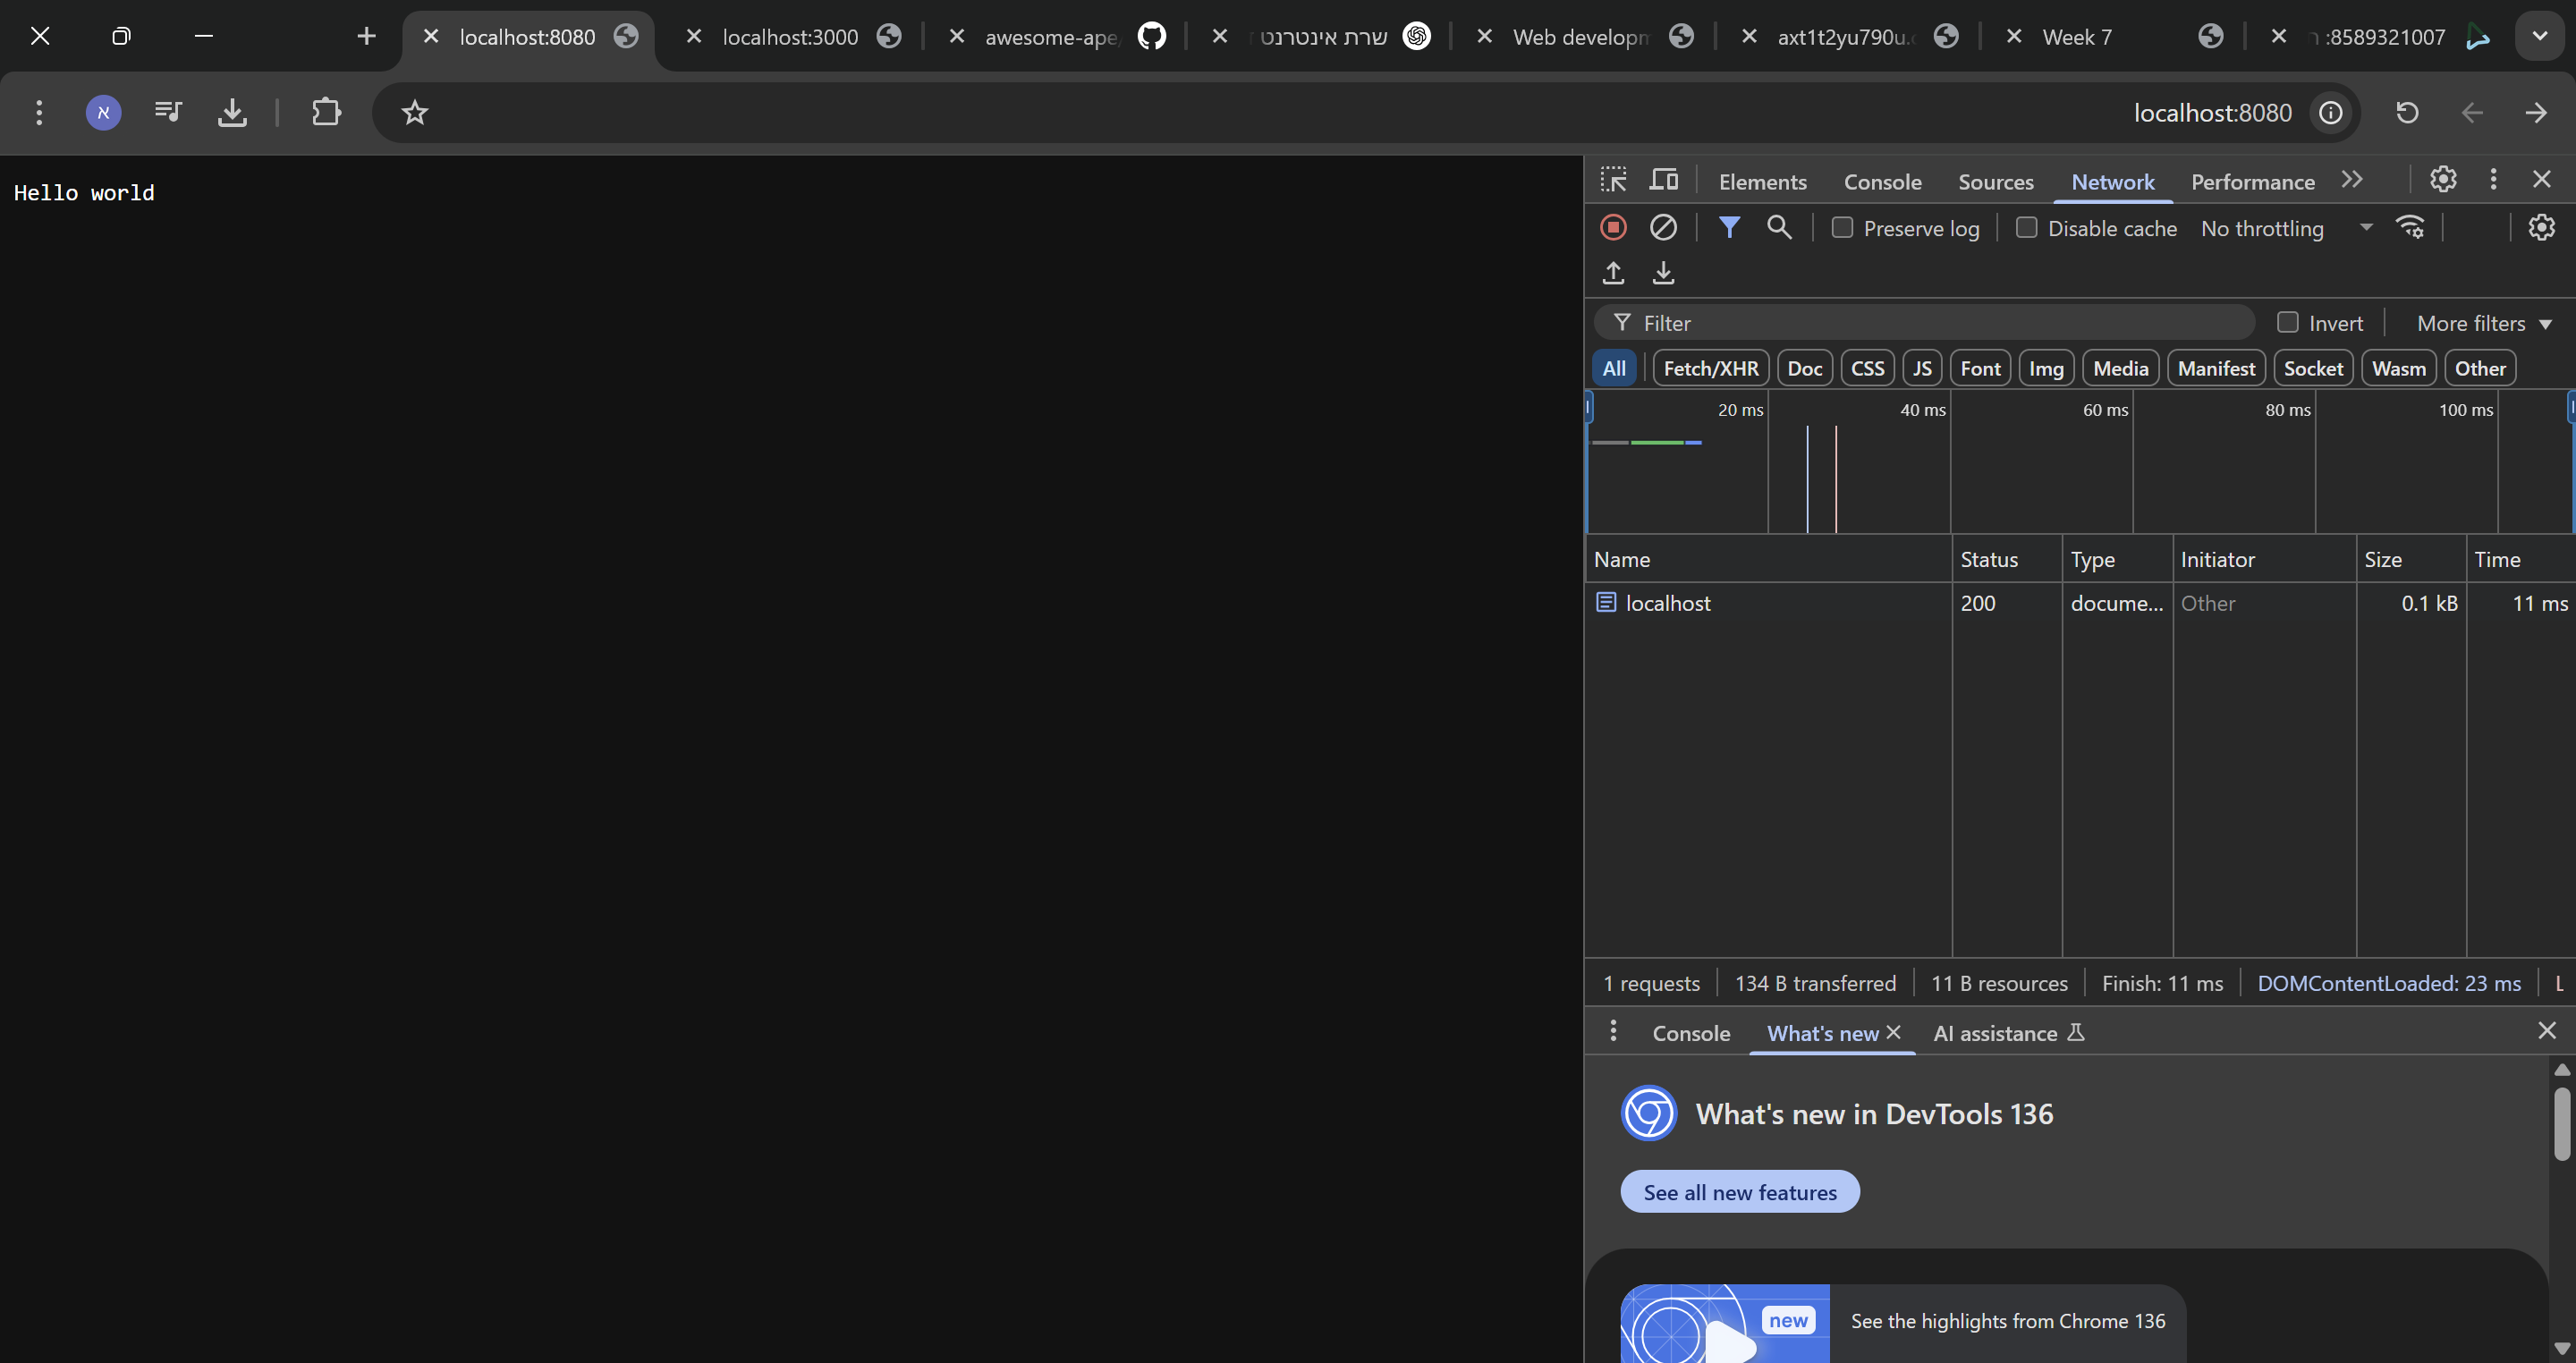 localhost:8080
localhost:3000
awesome-ape/
שרת אינטרנט
Web developm
axt1t2yu790u.
Week 7
:8589321007
א
localhost:8080
Hello world
Elements
Console
Sources
Network
Performance
Preserve log
Disable cache
No throttling
Filter
Invert
More filters
All
Fetch/XHR
Doc
CSS
JS
Font
Img
Media
Manifest
Socket
Wasm
Other
20 ms
40 ms
60 ms
80 ms
100 ms
Name
Status
Type
Initiator
Size
Time
localhost
200
docume...
Other
0.1 kB
11 ms
1 requests
134 B transferred
11 B resources
Finish: 11 ms
DOMContentLoaded: 23 ms
L
Console
What's new
AI assistance
What's new in DevTools 136
See all new features
new
See the highlights from Chrome 136